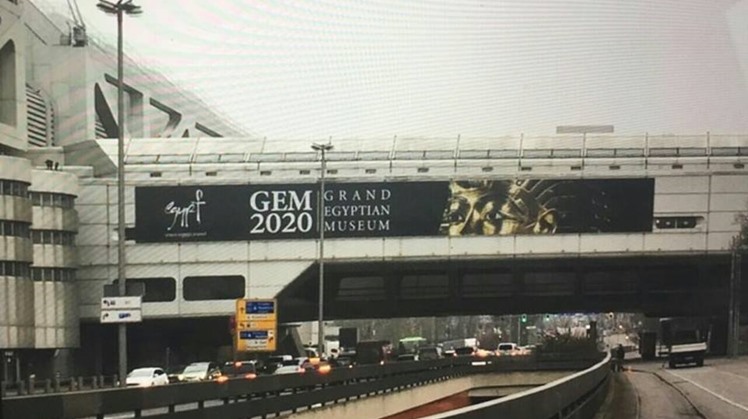 egypt
GEM
2020
GRAND
EGYPTIAN
MUSEUM